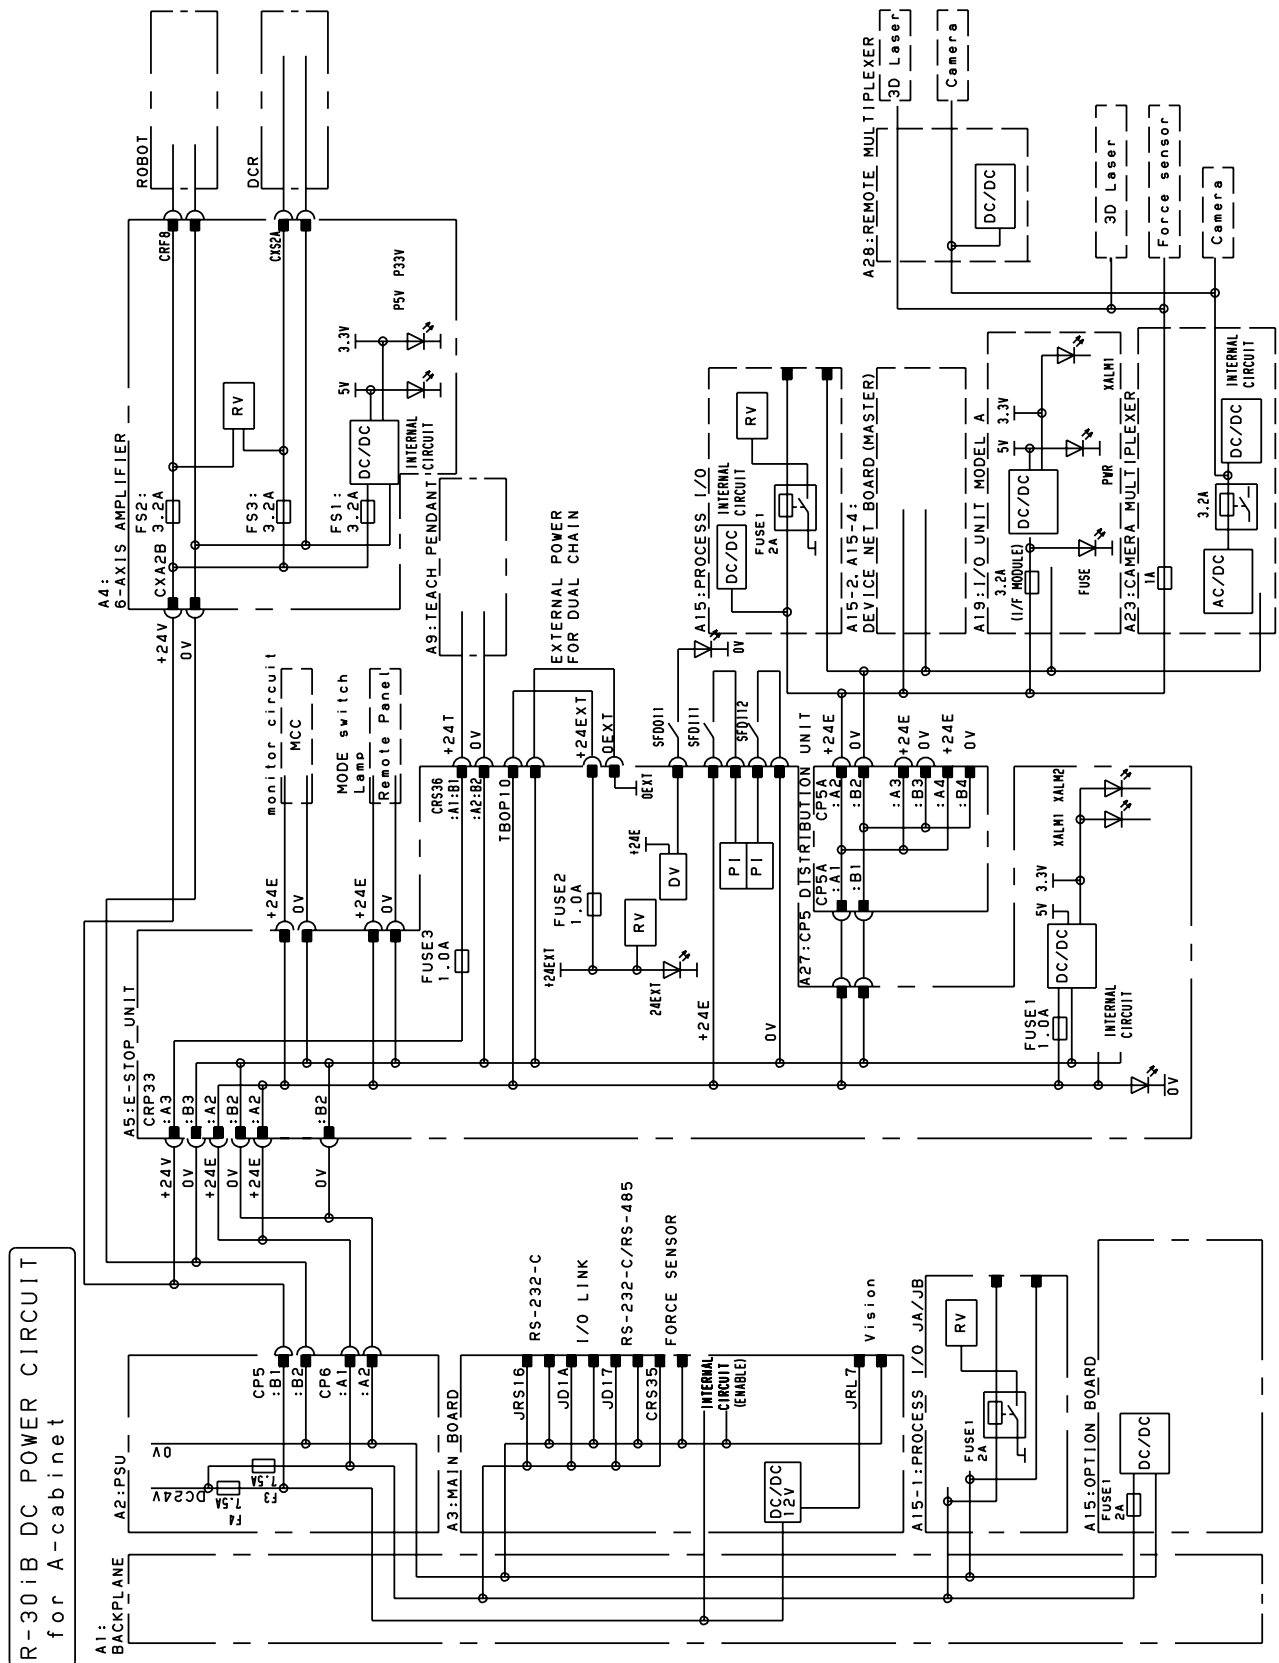 R-30iB DC POWER CIRCUIT
for A-cabinet
A1:
BACKPLANE
A2:PSU
DC24V
0V
F4
7.5A
F3
7.5A
CP5
:B1
:B2
CP6
:A1
:A2
A3:MAIN BOARD
JRS16
RS-232-C
JD1A
I/O LINK
JD17
RS-232-C/RS-485
CRS35
FORCE SENSOR
INTERNAL
CIRCUIT
(ENABLE)
DC/DC
12V
JRL7
Vision
A15-1:PROCESS I/O JA/JB
FUSE1
2A
RV
A15:OPTION BOARD
FUSE1
2A
DC/DC
A5:E-STOP UNIT
CRP33
:A3
:B3
:A2
:B2
:A2
:B2
+24V
0V
+24E
0V
+24E
0V
+24E
0V
monitor circuit
MCC
+24E
0V
MODE switch
Lamp
Remote Panel
FUSE3
1.0A
CRS36
:A1:B1
:A2:B2
+24T
0V
A9:TEACH PENDANT
TBOP10
EXTERNAL POWER
FOR DUAL CHAIN
+24EXT
0EXT
0EXT
FUSE2
1.0A
+24EXT
24EXT
RV
+24E
DV
SFDO11
0V
+24E
SFDI11
PI
PI
SFDI12
0V
A27:CP5 DISTRIBUTION UNIT
CP5A
:A1
:B1
CP5A
:A2
:B2
:A3
:B3
:A4
:B4
+24E
0V
+24E
0V
+24E
0V
FUSE1
1.0A
DC/DC
5V
3.3V
XALM1
XALM2
INTERNAL
CIRCUIT
0V
A4:
6-AXIS AMPLIFIER
CXA2B
+24V
0V
FS2:
3.2A
FS3:
3.2A
FS1:
3.2A
RV
DC/DC
INTERNAL
CIRCUIT
5V
3.3V
P5V
P33V
CRF8
CXS2A
ROBOT
DCR
A15:PROCESS I/O
DC/DC
INTERNAL
CIRCUIT
FUSE1
2A
RV
A15-2, A15-4:
DEVICE NET BOARD(MASTER)
A19:I/O UNIT MODEL A
3.2A
(I/F MODULE)
DC/DC
5V
3.3V
FUSE
PWR
XALM1
A23:CAMERA MULTIPLEXER
1A
AC/DC
3.2A
DC/DC
INTERNAL
CIRCUIT
A28:REMOTE MULTIPLEXER
DC/DC
3D Laser
Camera
3D Laser
Force sensor
Camera